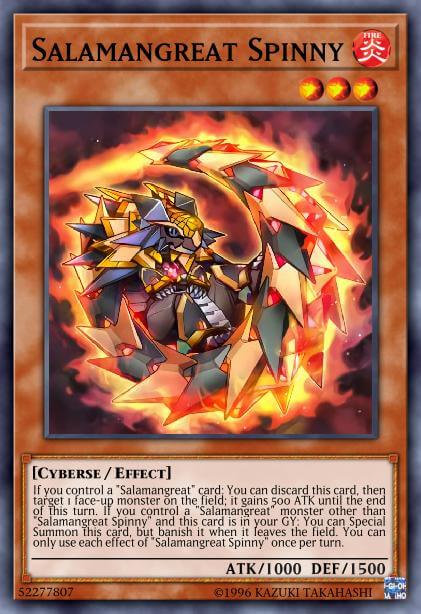 SALAMANGREAT SPINNY
FIRE
炎
[CYBERSE / EFFECT]
If you control a "Salamangreat" card: You can discard this card, then
target 1 face-up monster on the field; it gains 500 ATK until the end
of this turn. If you control a "Salamangreat" monster other than
"Salamangreat Spinny" and this card is in your GY: You can Special
Summon this card, but banish it when it leaves the field. You can
only use each effect of "Salamangreat Spinny" once per turn.
ATK/1000 DEF/1500
52277807
©1996 KAZUKI TAKAHASHI